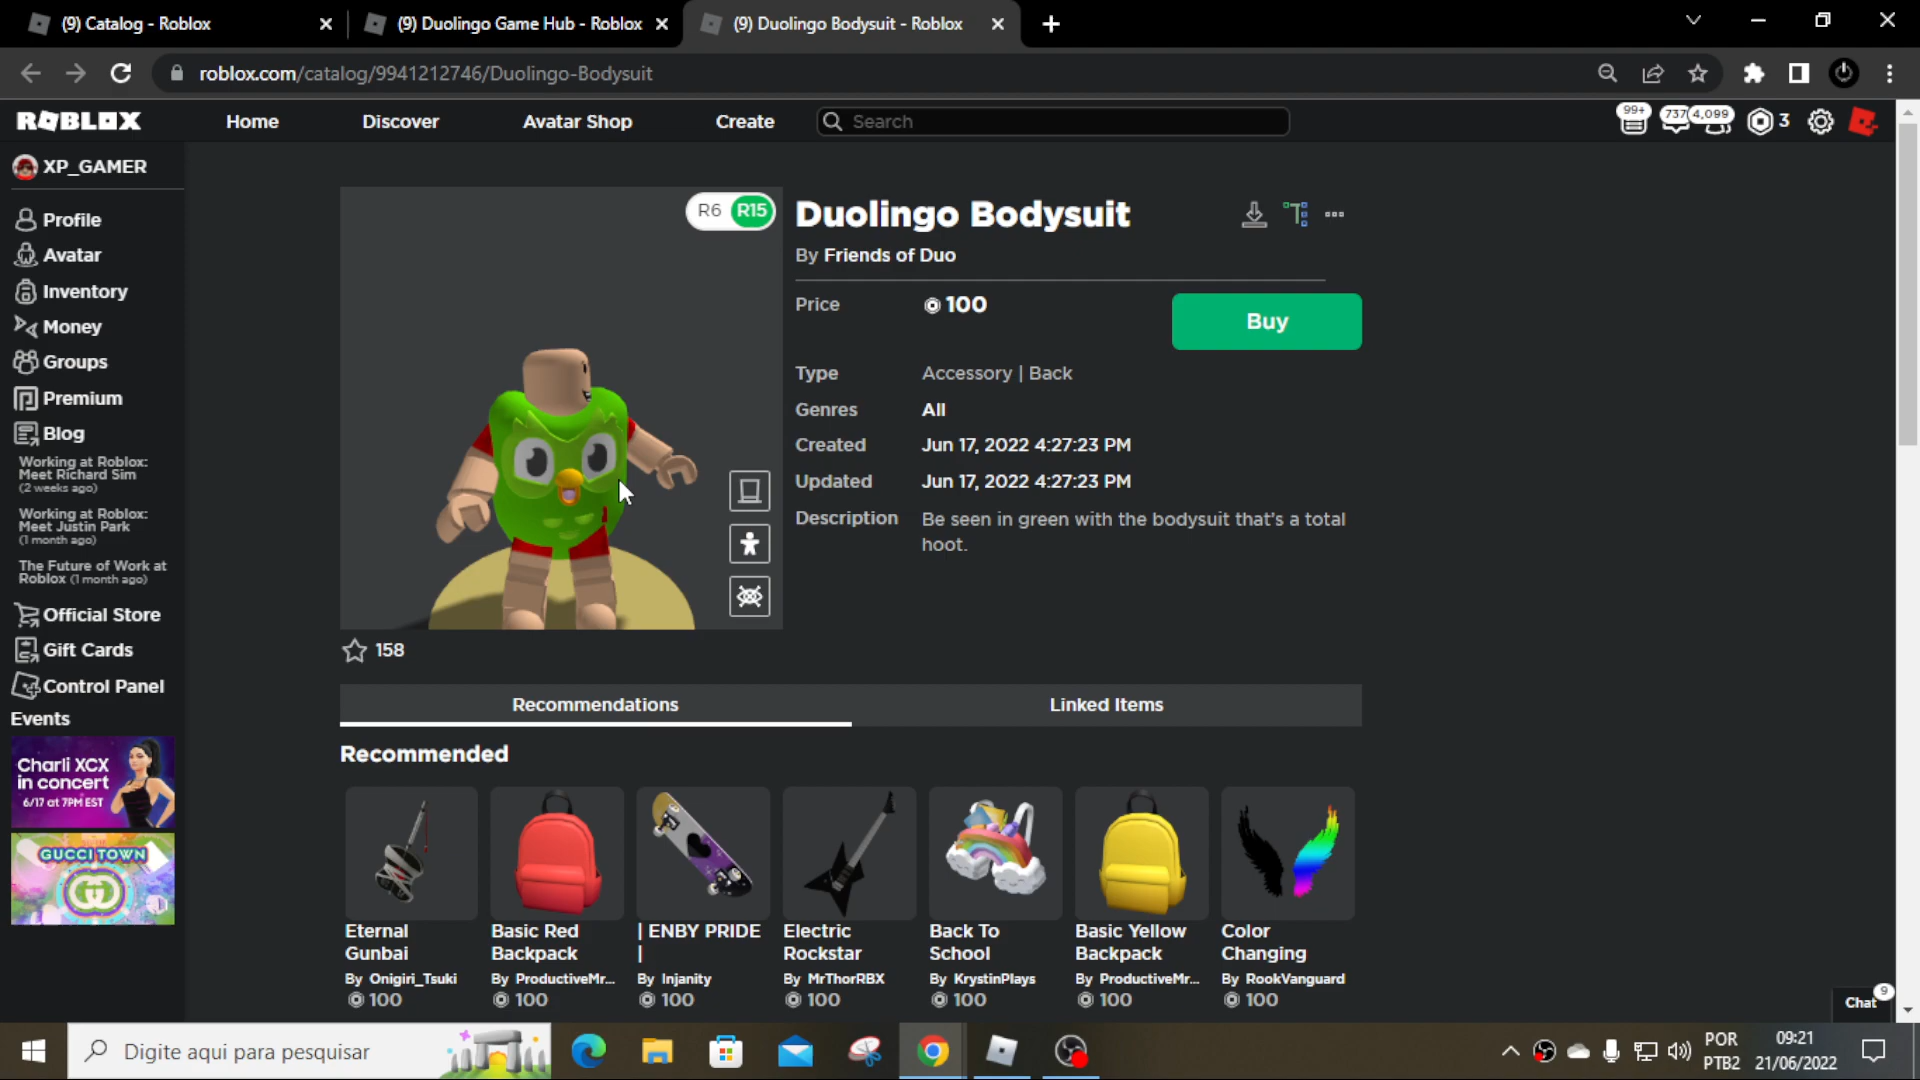 (9) Catalog - Roblox
(9) Duolingo Game Hub - Roblox
(9) Duolingo Bodysuit - Roblox
roblox.com/catalog/9941212746/Duolingo-Bodysuit
ROBLOX
Home
Discover
Avatar Shop
Create
Search
99+
737
4,099
3
XP_GAMER
Profile
Avatar
Inventory
Money
Groups
Premium
Blog
Working at Roblox:
Meet Richard Sim
(2 weeks ago)
Working at Roblox:
Meet Justin Park
(1 month ago)
The Future of Work at
Roblox (1 month ago)
Official Store
Gift Cards
Control Panel
Events
Charli XCX
in concert
6/17 at 7PM EST
GUCCI TOWN
R6 R15
Duolingo Bodysuit
By Friends of Duo
Price 100
Buy
Type Accessory | Back
Genres All
Created Jun 17, 2022 4:27:23 PM
Updated Jun 17, 2022 4:27:23 PM
Description Be seen in green with the bodysuit that's a total
hoot.
158
Recommendations
Linked Items
Recommended
Eternal
Gunbai
By Onigiri_Tsuki
100
Basic Red
Backpack
By ProductiveMr...
100
| ENBY PRIDE
|
By Injanity
100
Electric
Rockstar
By MrThorRBX
100
Back To
School
By KrystinPlays
100
Basic Yellow
Backpack
By ProductiveMr...
100
Color
Changing
By RookVanguard
100
Chat
9
Digite aqui para pesquisar
POR
PTB2
09:21
21/06/2022